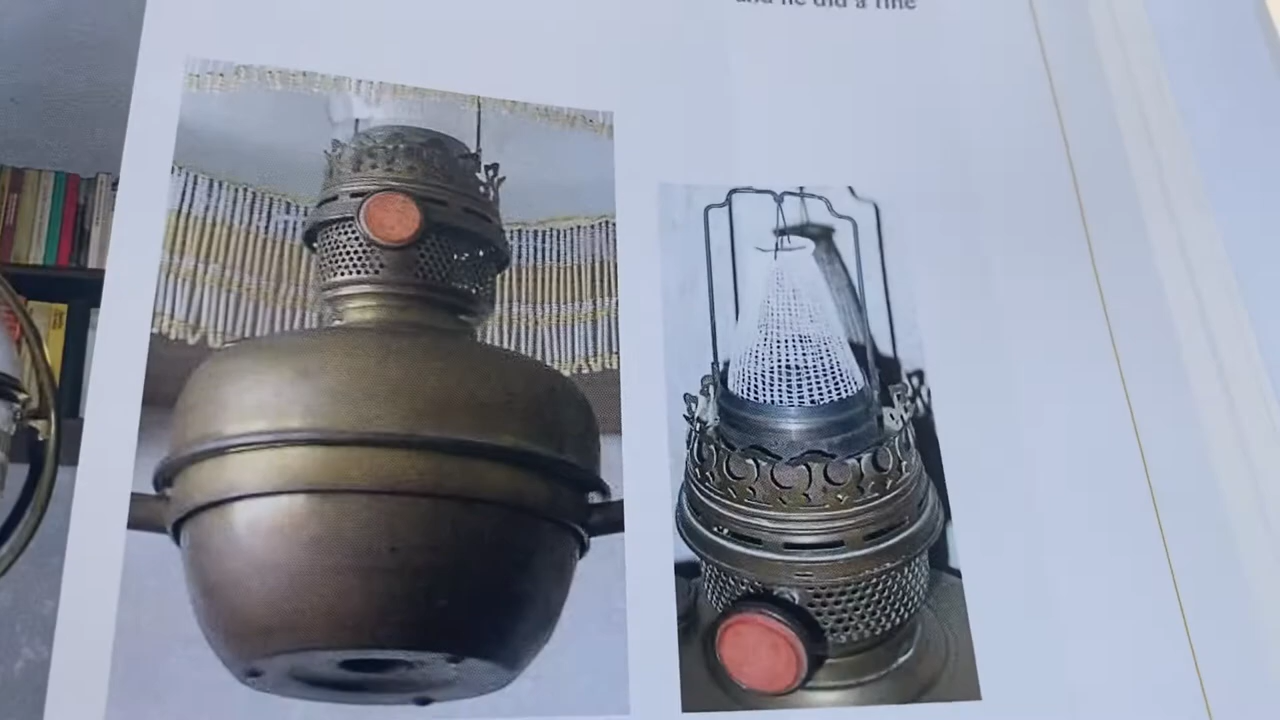 and he did a fine